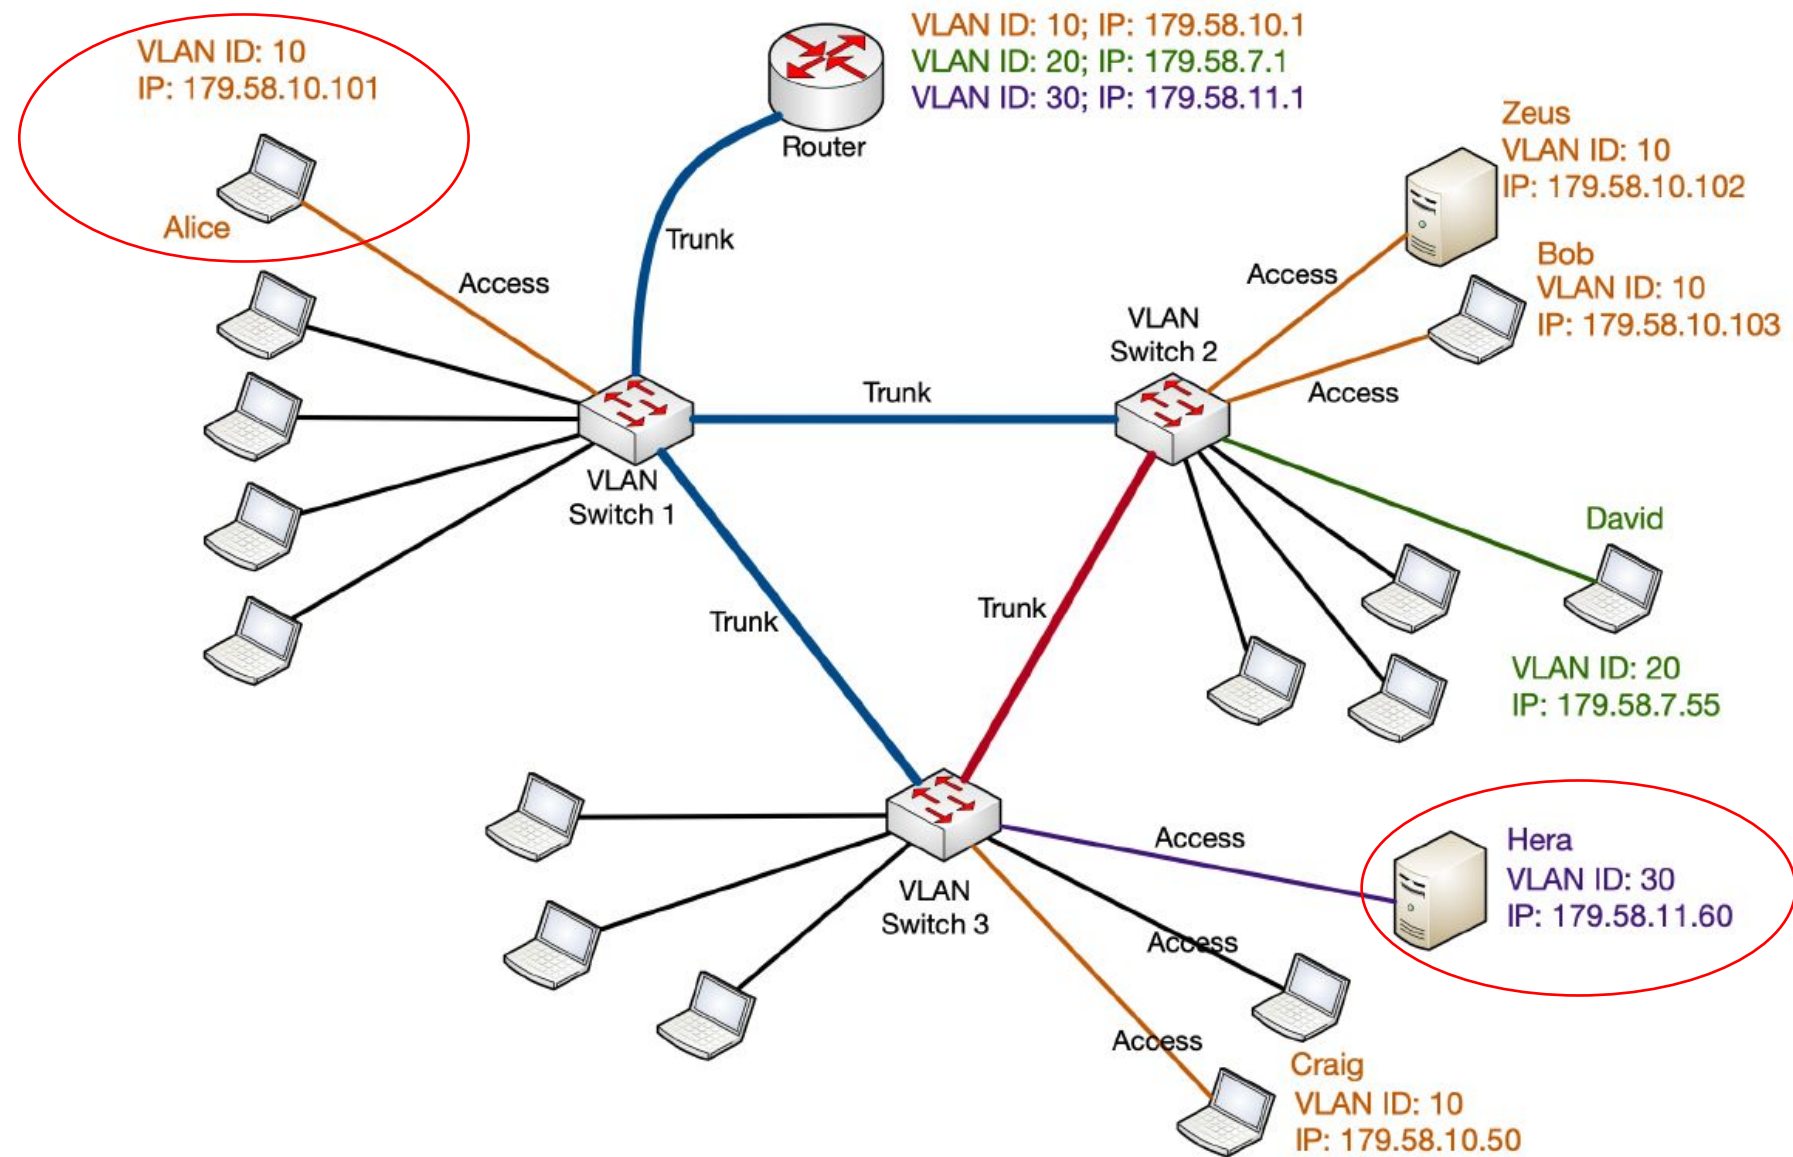 VLAN ID: 10
IP: 179.58.10.101
Alice
Access
VLAN ID: 10; IP: 179.58.10.1
VLAN ID: 20; IP: 179.58.7.1
VLAN ID: 30; IP: 179.58.11.1
Router
Trunk
Zeus
VLAN ID: 10
IP: 179.58.10.102
Access
Bob
VLAN ID: 10
IP: 179.58.10.103
Access
VLAN
Switch 2
Trunk
VLAN
Switch 1
David
VLAN ID: 20
IP: 179.58.7.55
Trunk
Trunk
Access
Hera
VLAN ID: 30
IP: 179.58.11.60
VLAN
Switch 3
Access
Access
Craig
VLAN ID: 10
IP: 179.58.10.50